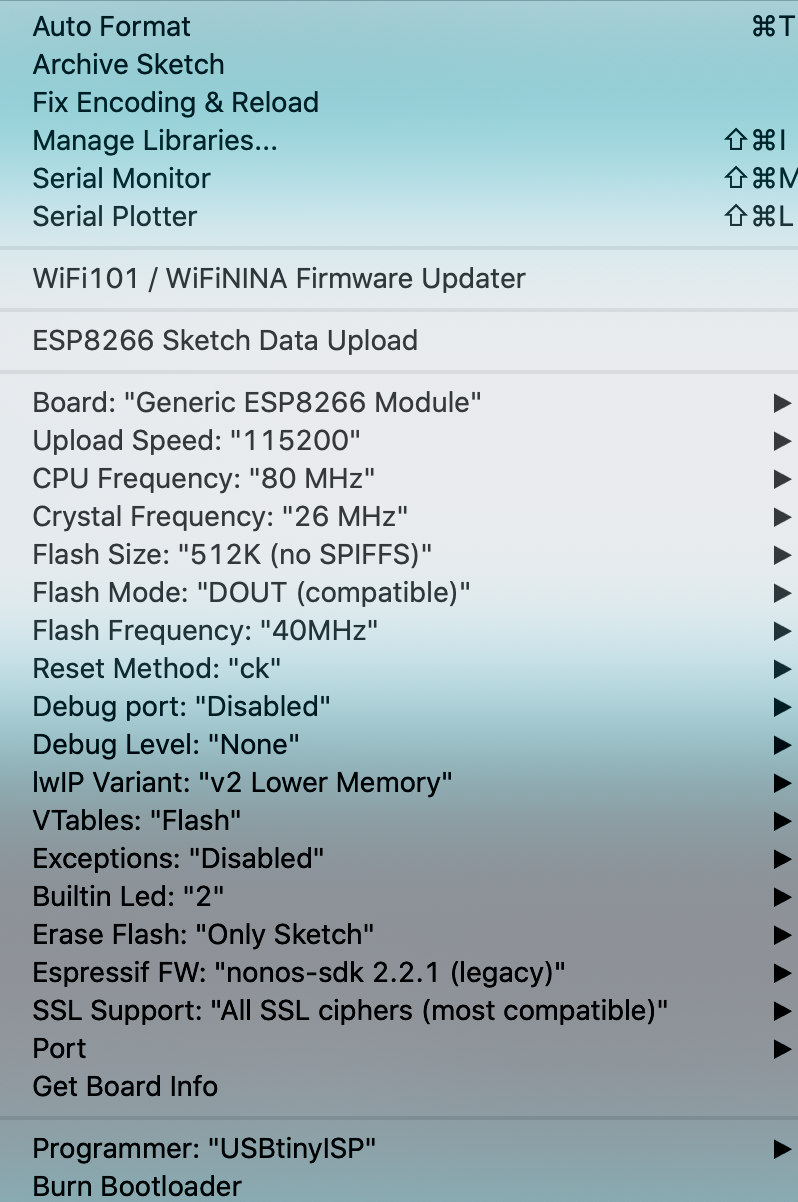 Auto Format ⌘T
Archive Sketch
Fix Encoding & Reload
Manage Libraries... ⇧⌘I
Serial Monitor ⇧⌘M
Serial Plotter ⇧⌘L
WiFi101 / WiFiNINA Firmware Updater
ESP8266 Sketch Data Upload
Board: "Generic ESP8266 Module" ▶
Upload Speed: "115200" ▶
CPU Frequency: "80 MHz" ▶
Crystal Frequency: "26 MHz" ▶
Flash Size: "512K (no SPIFFS)" ▶
Flash Mode: "DOUT (compatible)" ▶
Flash Frequency: "40MHz" ▶
Reset Method: "ck" ▶
Debug port: "Disabled" ▶
Debug Level: "None" ▶
lwIP Variant: "v2 Lower Memory" ▶
VTables: "Flash" ▶
Exceptions: "Disabled" ▶
Builtin Led: "2" ▶
Erase Flash: "Only Sketch" ▶
Espressif FW: "nonos-sdk 2.2.1 (legacy)" ▶
SSL Support: "All SSL ciphers (most compatible)" ▶
Port ▶
Get Board Info
Programmer: "USBtinyISP" ▶
Burn Bootloader